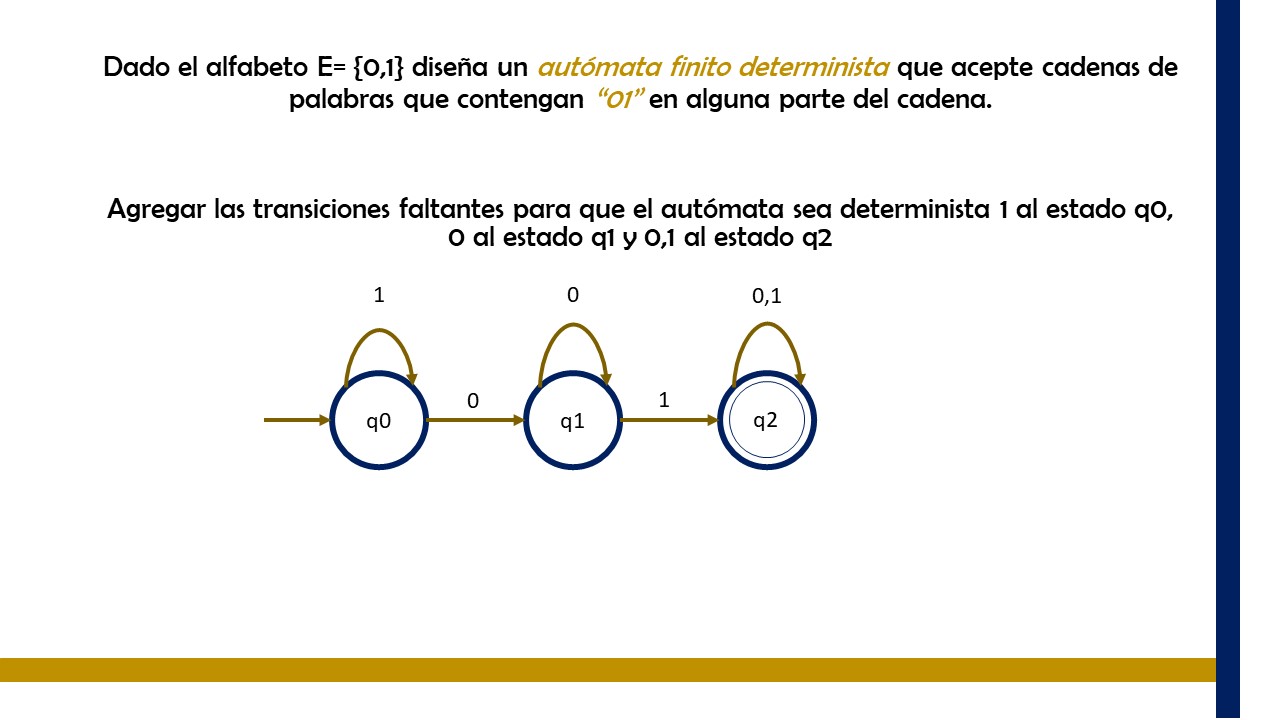 Dado el alfabeto E= {0,1} diseña un autómata finito determinista que acepte cadenas de
palabras que contengan “01” en alguna parte del cadena.
Agregar las transiciones faltantes para que el autómata sea determinista 1 al estado q0,
0 al estado q1 y 0,1 al estado q2
1 0 0,1
0 1
q0 q1 q2